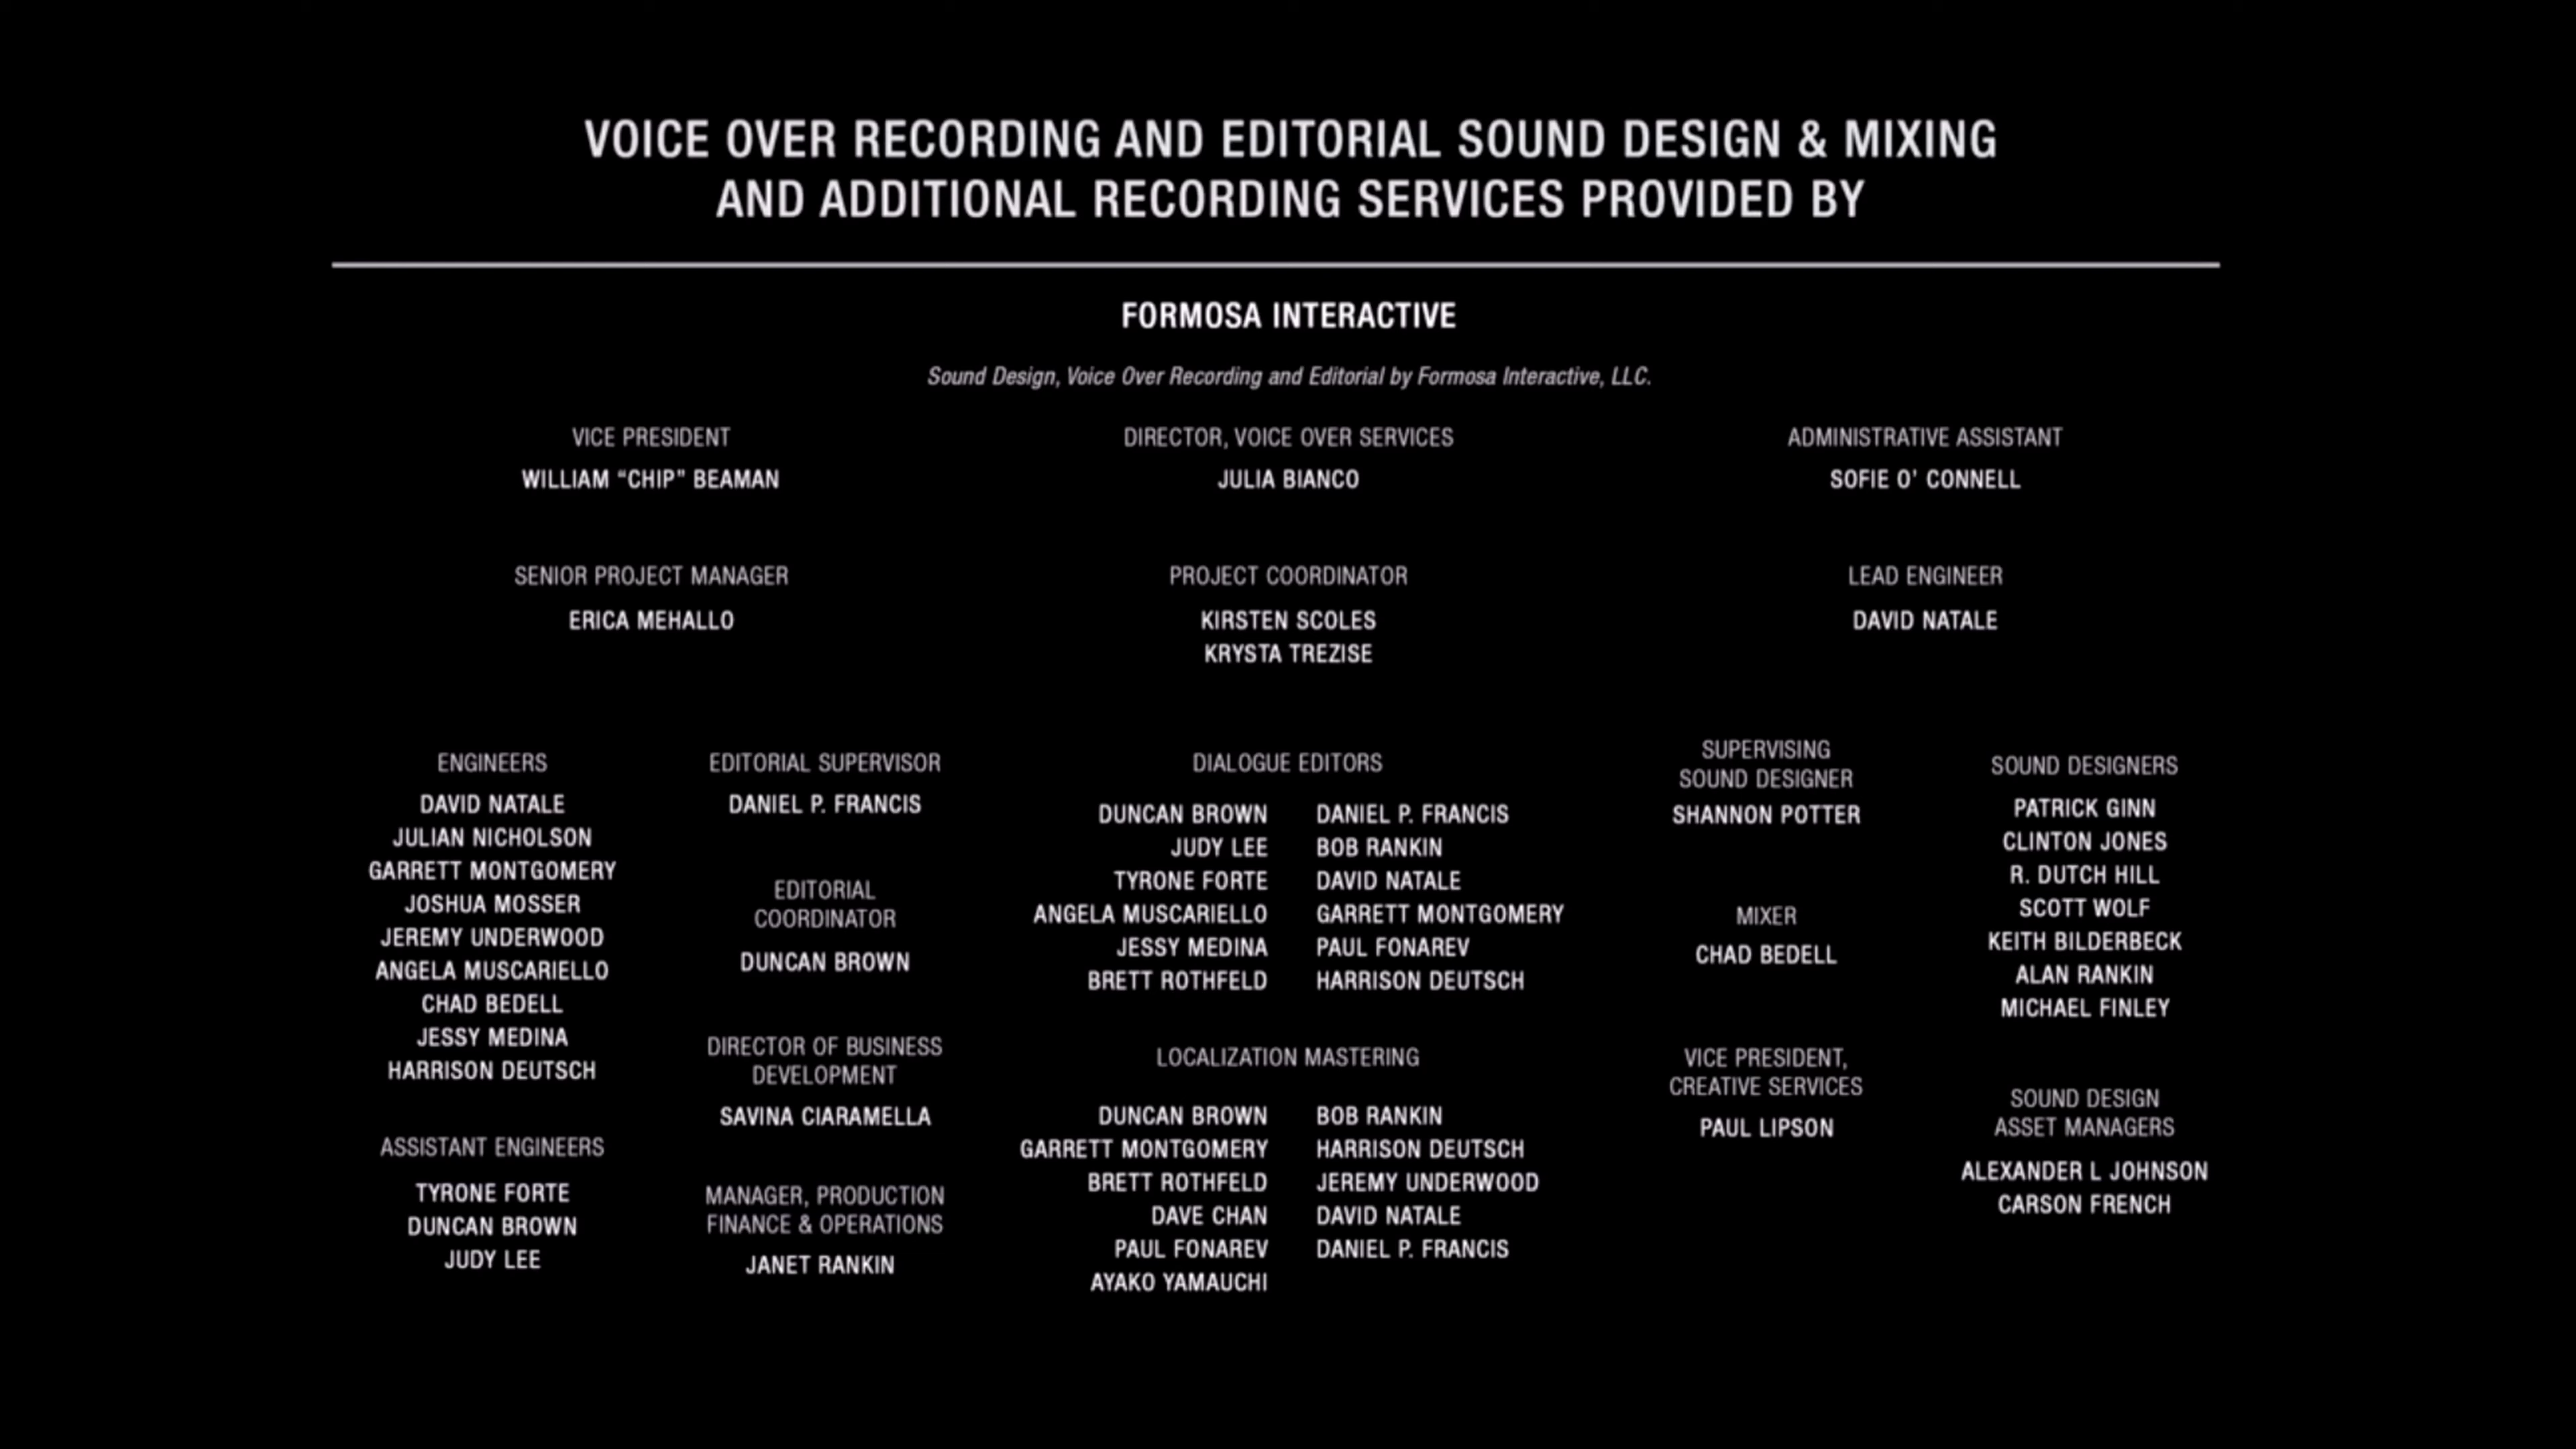 VOICE OVER RECORDING AND EDITORIAL SOUND DESIGN & MIXING
AND ADDITIONAL RECORDING SERVICES PROVIDED BY
FORMOSA INTERACTIVE
Sound Design, Voice Over Recording and Editorial by Formosa Interactive, LLC.
VICE PRESIDENT
WILLIAM “CHIP” BEAMAN
DIRECTOR, VOICE OVER SERVICES
JULIA BIANCO
ADMINISTRATIVE ASSISTANT
SOFIE O’ CONNELL
SENIOR PROJECT MANAGER
ERICA MEHALLO
PROJECT COORDINATOR
KIRSTEN SCOLES
KRYSTA TREZISE
LEAD ENGINEER
DAVID NATALE
ENGINEERS
DAVID NATALE
JULIAN NICHOLSON
GARRETT MONTGOMERY
JOSHUA MOSSER
JEREMY UNDERWOOD
ANGELA MUSCARIELLO
CHAD BEDELL
JESSY MEDINA
HARRISON DEUTSCH
ASSISTANT ENGINEERS
TYRONE FORTE
DUNCAN BROWN
JUDY LEE
EDITORIAL SUPERVISOR
DANIEL P. FRANCIS
EDITORIAL
COORDINATOR
DUNCAN BROWN
DIRECTOR OF BUSINESS
DEVELOPMENT
SAVINA CIARAMELLA
MANAGER, PRODUCTION
FINANCE & OPERATIONS
JANET RANKIN
DIALOGUE EDITORS
DUNCAN BROWN DANIEL P. FRANCIS
JUDY LEE BOB RANKIN
TYRONE FORTE DAVID NATALE
ANGELA MUSCARIELLO GARRETT MONTGOMERY
JESSY MEDINA PAUL FONAREV
BRETT ROTHFELD HARRISON DEUTSCH
LOCALIZATION MASTERING
DUNCAN BROWN BOB RANKIN
GARRETT MONTGOMERY HARRISON DEUTSCH
BRETT ROTHFELD JEREMY UNDERWOOD
DAVE CHAN DAVID NATALE
PAUL FONAREV DANIEL P. FRANCIS
AYAKO YAMAUCHI
SUPERVISING
SOUND DESIGNER
SHANNON POTTER
MIXER
CHAD BEDELL
VICE PRESIDENT,
CREATIVE SERVICES
PAUL LIPSON
SOUND DESIGNERS
PATRICK GINN
CLINTON JONES
R. DUTCH HILL
SCOTT WOLF
KEITH BILDERBECK
ALAN RANKIN
MICHAEL FINLEY
SOUND DESIGN
ASSET MANAGERS
ALEXANDER L JOHNSON
CARSON FRENCH